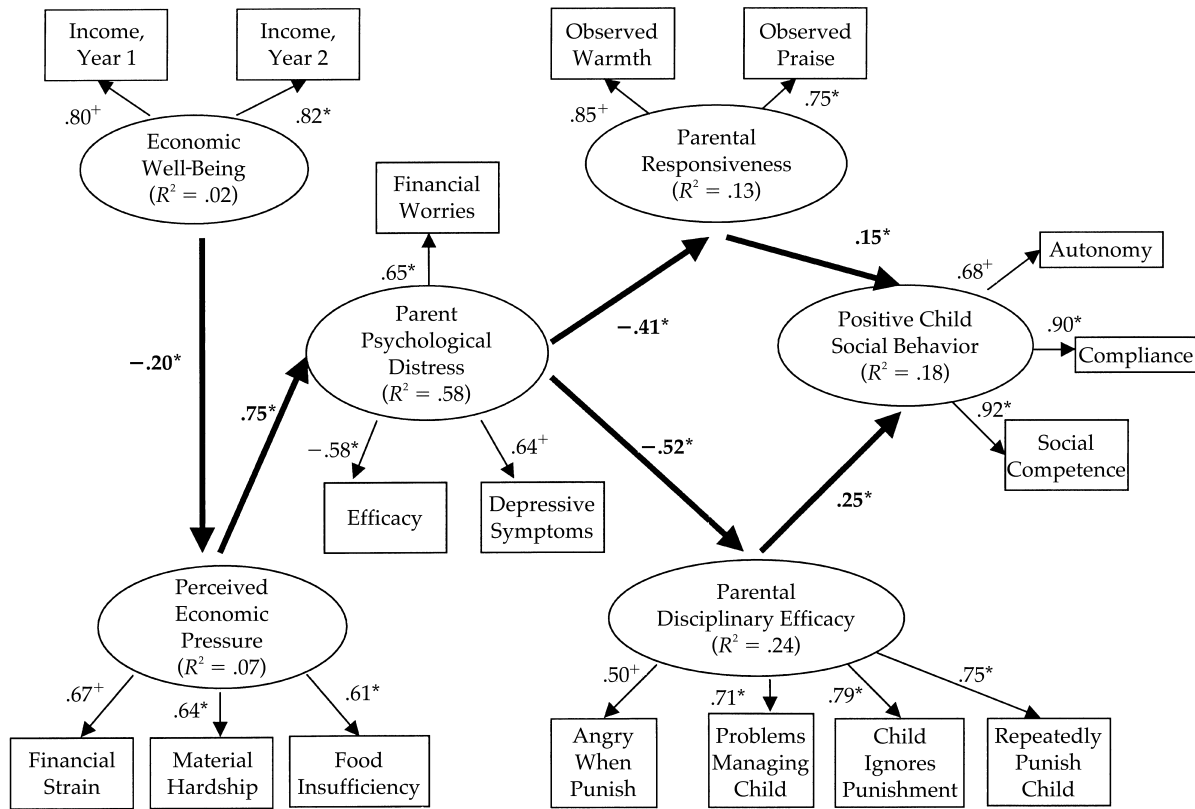 Income,
Year 1
Income,
Year 2
.80+
.82*
Economic
Well-Being
(R² = .02)
Observed
Warmth
Observed
Praise
.85+
.75*
Parental
Responsiveness
(R² = .13)
Financial
Worries
.65*
Parent
Psychological
Distress
(R² = .58)
−.58*
.64+
Efficacy
Depressive
Symptoms
−.20*
.75*
−.41*
−.52*
.15*
.25*
Positive Child
Social Behavior
(R² = .18)
.68+
Autonomy
.90*
Compliance
.92*
Social
Competence
Perceived
Economic
Pressure
(R² = .07)
.67+
.64*
.61*
Financial
Strain
Material
Hardship
Food
Insufficiency
Parental
Disciplinary Efficacy
(R² = .24)
.50+
.71*
.79*
.75*
Angry
When
Punish
Problems
Managing
Child
Child
Ignores
Punishment
Repeatedly
Punish
Child